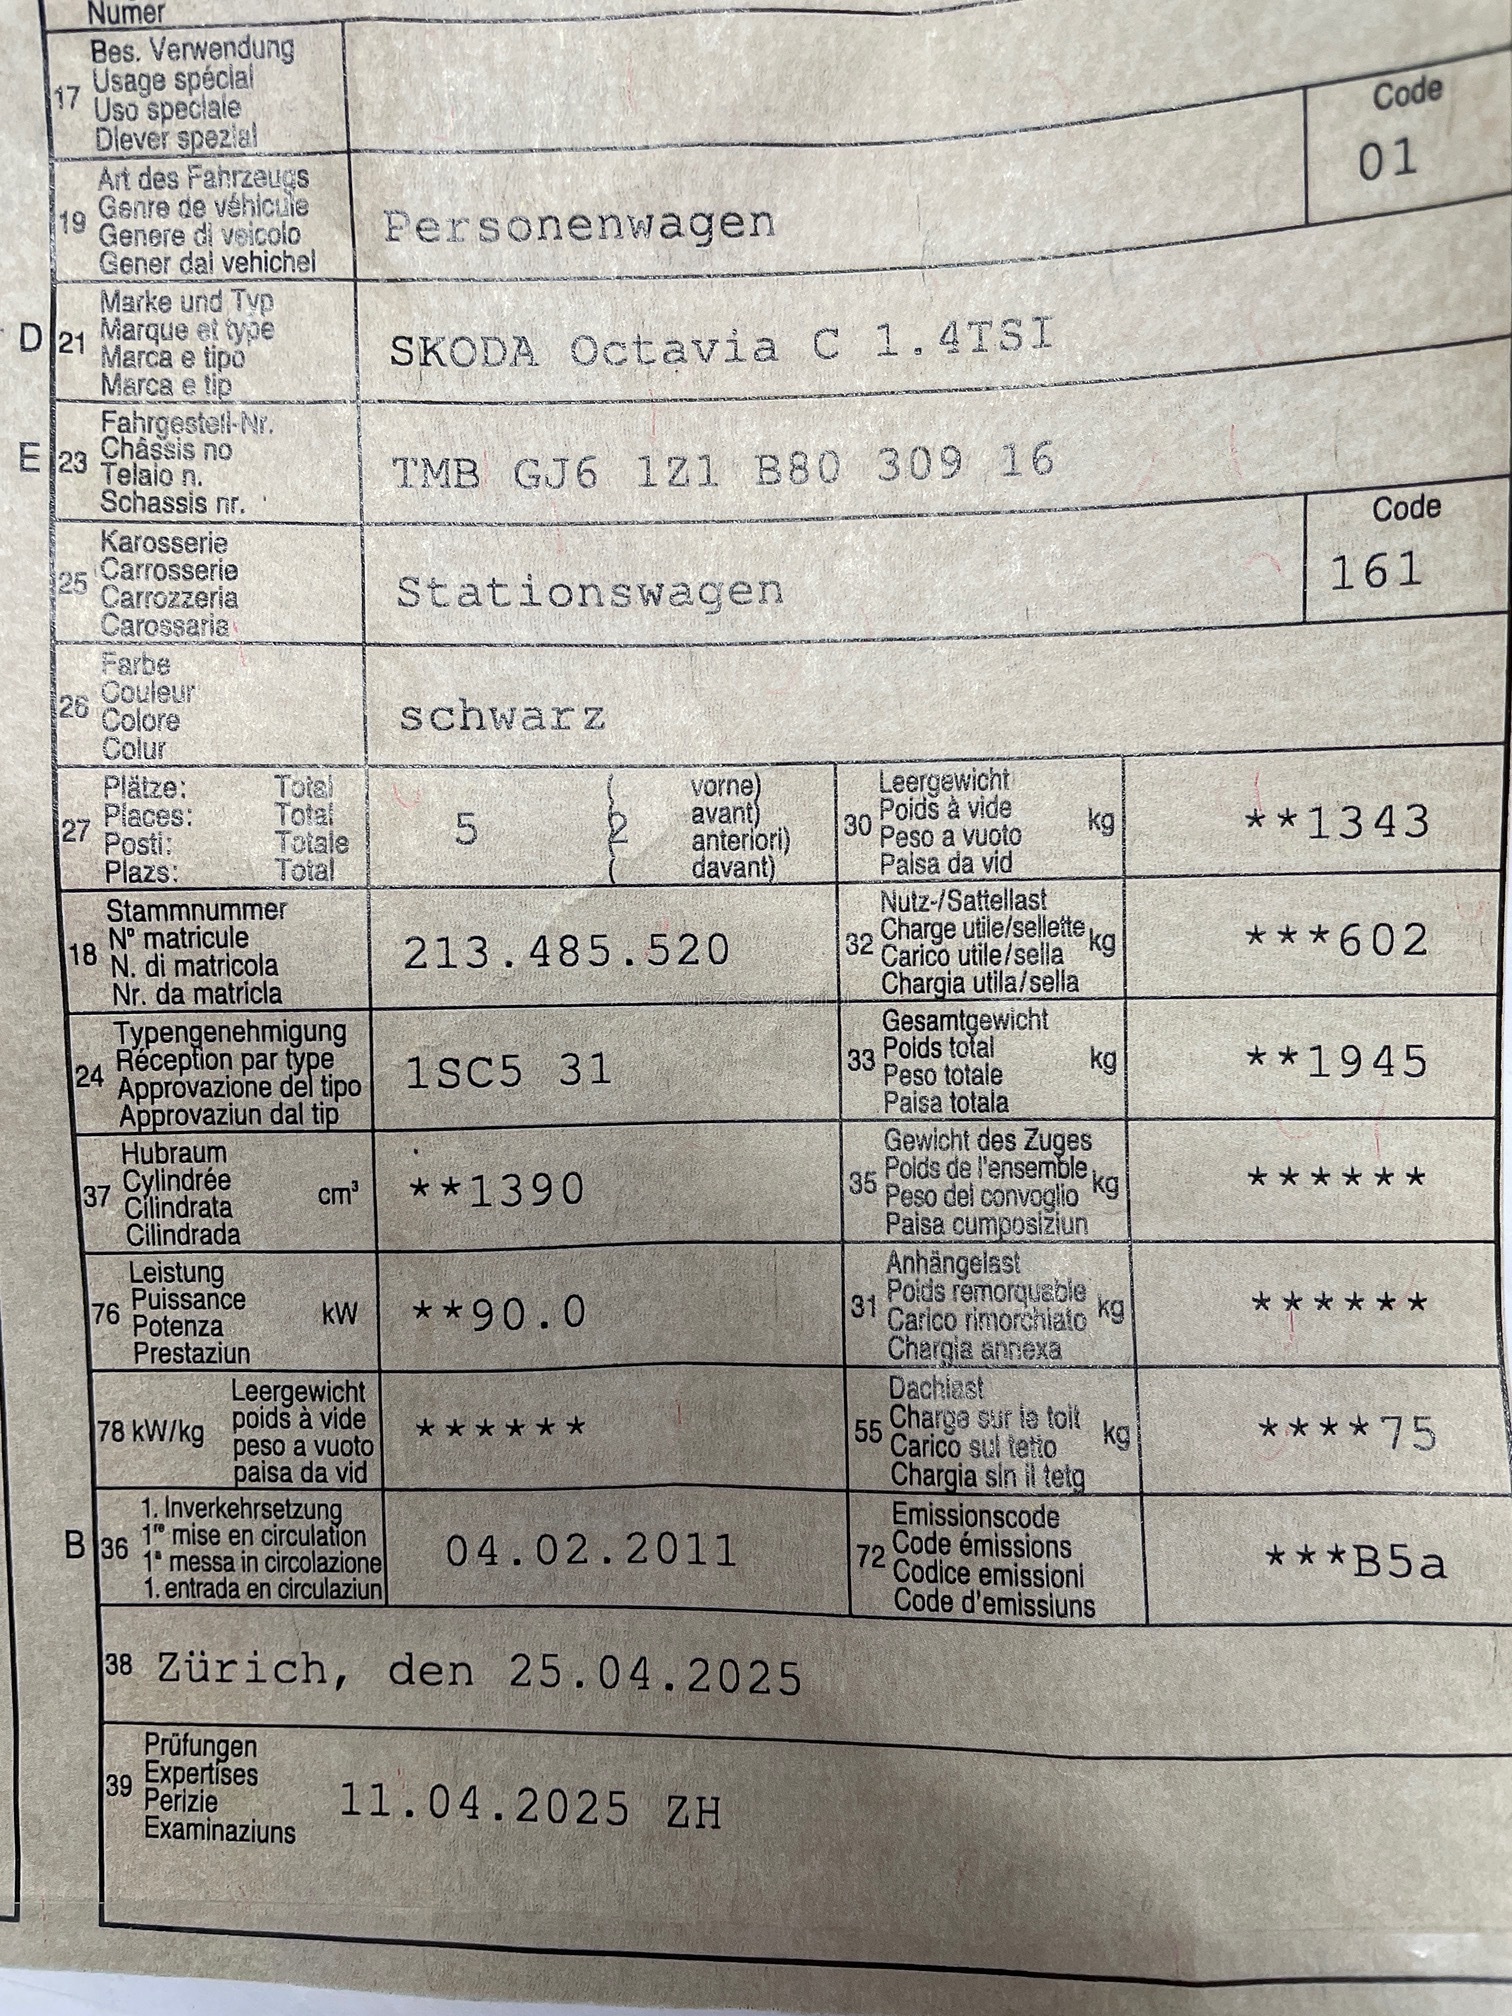 Numer
17 Bes. Verwendung
Usage spécial
Uso speciale
Diever spezial
19 Art des Fahrzeugs
Genre de véhicule
Genere di veicolo
Gener dal vehichel
Personenwagen
Code
01
D 21 Marke und Typ
Marque et type
Marca e tipo
Marca e tip
SKODA Octavia C 1.4TSI
E 23 Fahrgestell-Nr.
Châssis no
Telaio n.
Schassis nr.
TMB GJ6 1Z1 B80 309 16
25 Karosserie
Carrosserie
Carrozzeria
Carossaria
Stationswagen
Code
161
26 Farbe
Couleur
Colore
Colur
schwarz
27 Plätze: Total
Places: Total
Posti: Totale
Plazs: Total
5 ( 2 vorne)
avant)
anteriori)
( davant)
30 Leergewicht
Poids à vide
Peso a vuoto
Paisa da vid
kg
**1343
18 Stammnummer
N° matricule
N. di matricola
Nr. da matricla
213.485.520
32 Nutz-/Sattellast
Charge utile/sellette
Carico utile/sella
Chargia utila/sella
kg
***602
24 Typengenehmigung
Réception par type
Approvazione del tipo
Approvaziun dal tip
1SC5 31
33 Gesamtgewicht
Poids total
Peso totale
Paisa totala
kg
**1945
37 Hubraum
Cylindrée
Cilindrata
Cilindrada
cm³
**1390
35 Gewicht des Zuges
Poids de l'ensemble
Peso del convoglio
Paisa cumposiziun
kg
******
76 Leistung
Puissance
Potenza
Prestaziun
kW
**90.0
31 Anhängelast
Poids remorquable
Carico rimorchiato
Chargia annexa
kg
******
78 kW/kg
Leergewicht
poids à vide
peso a vuoto
paisa da vid
******
55 Dachlast
Charge sur le toit
Carico sul tetto
Chargia sin il tetg
kg
****75
B 36 1. Inverkehrsetzung
1re mise en circulation
1a messa in circolazione
1. entrada en circulaziun
04.02.2011
72 Emissionscode
Code émissions
Codice emissioni
Code d'emissiuns
***B5a
38 Zürich, den 25.04.2025
39 Prüfungen
Expertises
Perizie
Examinaziuns
11.04.2025 ZH